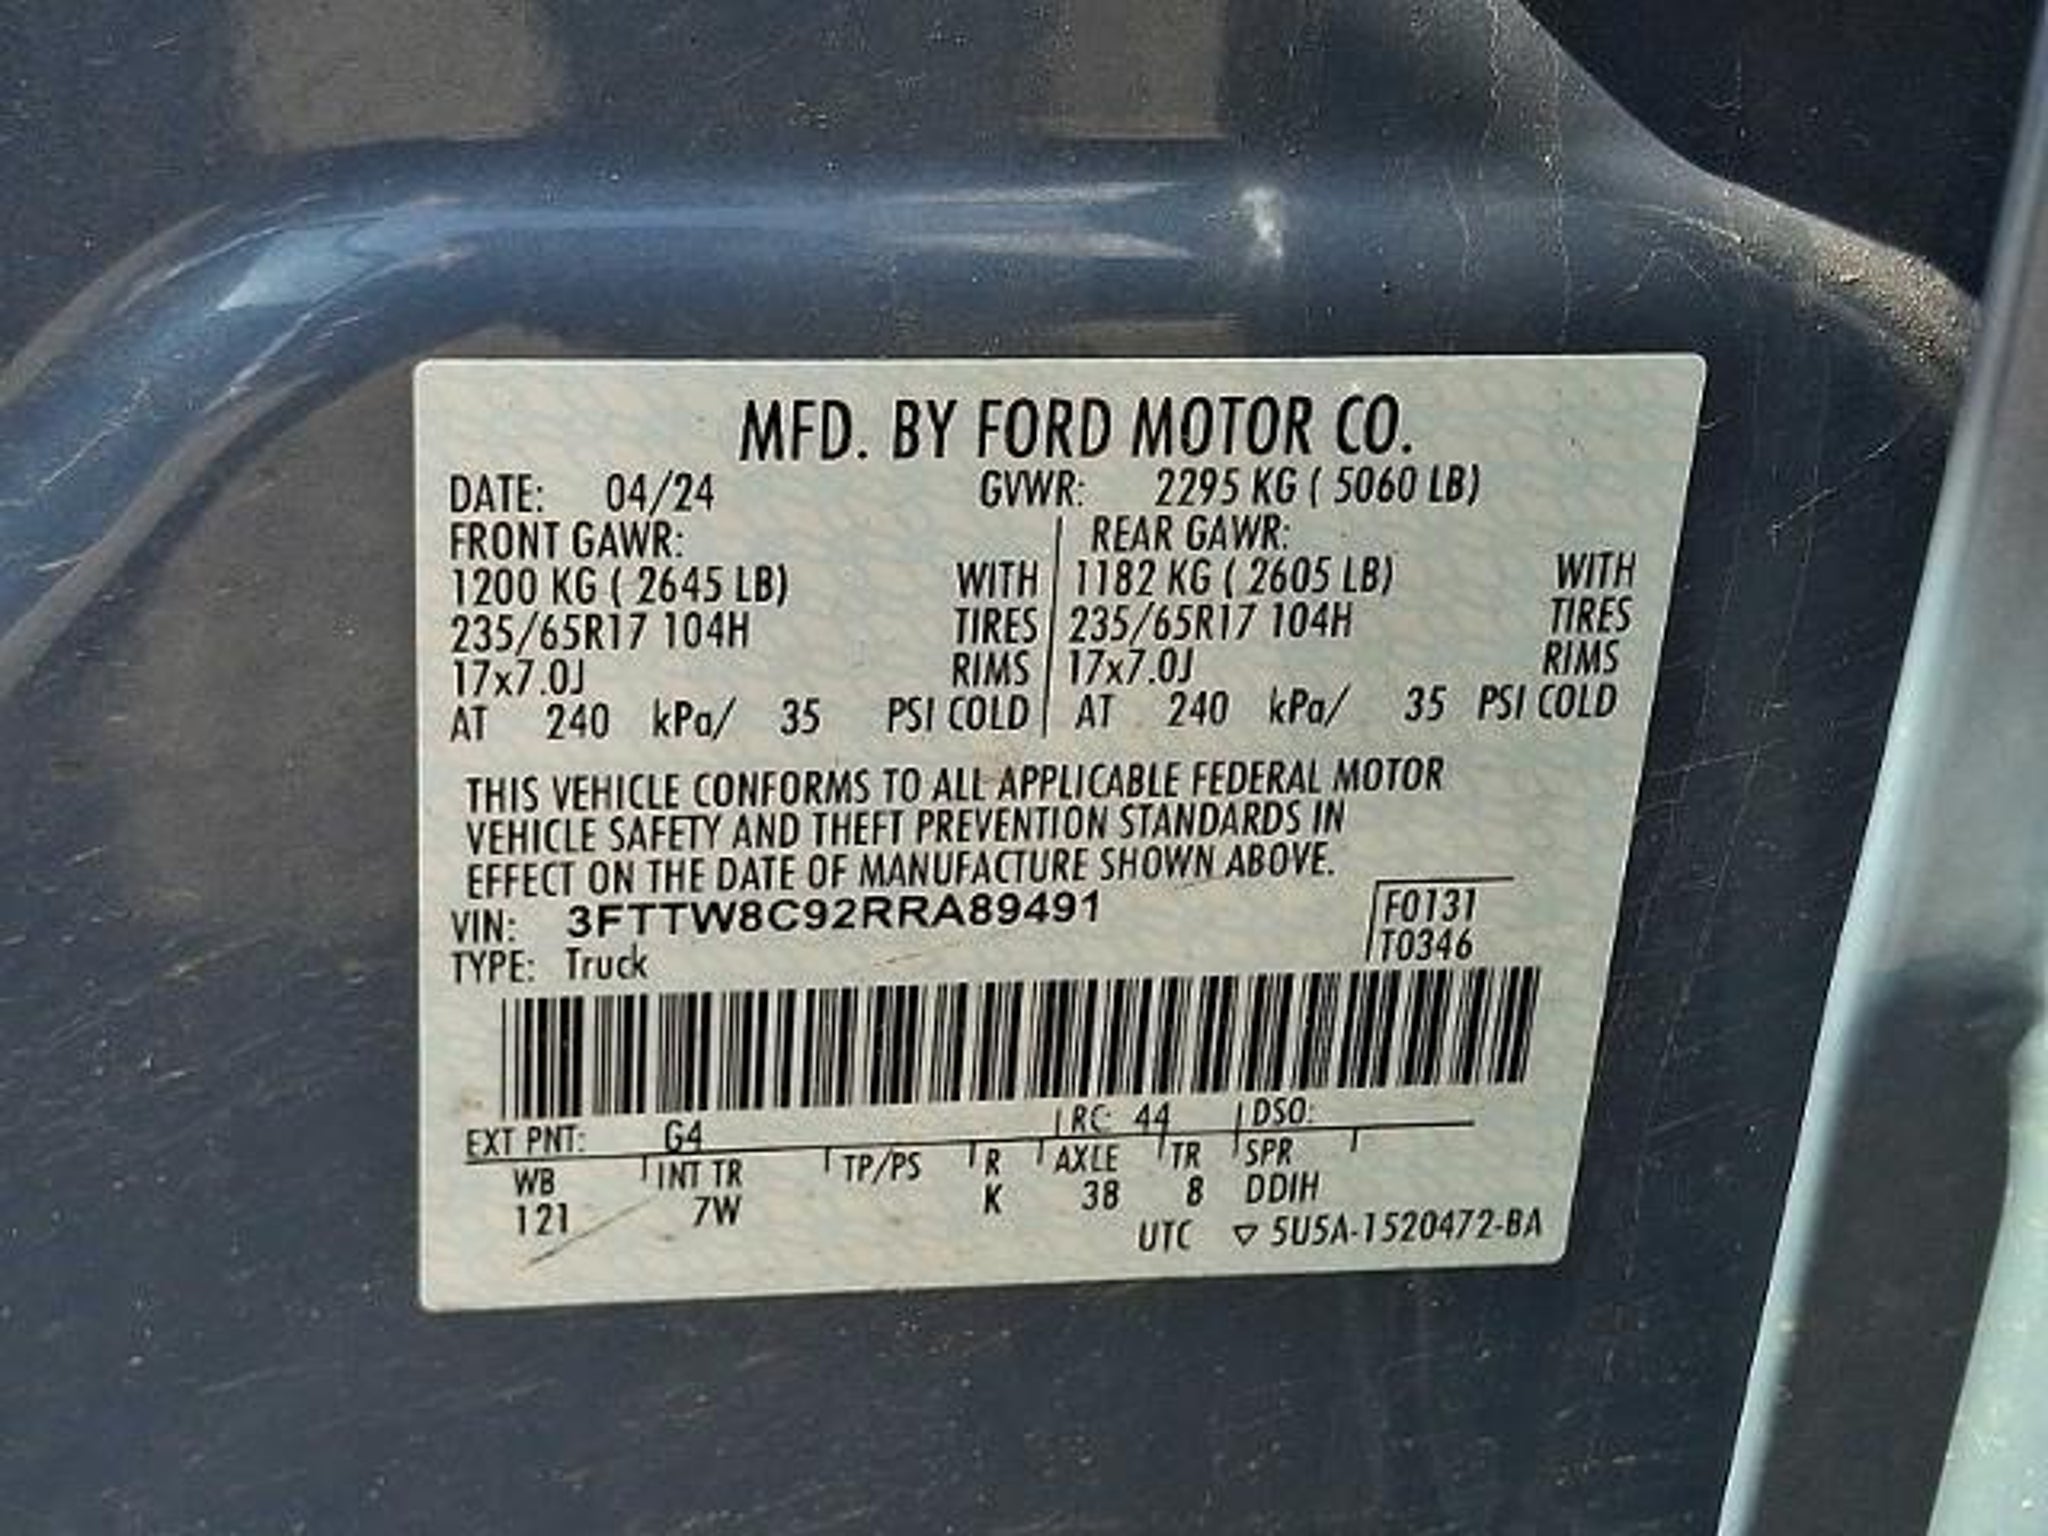 MFD. BY FORD MOTOR CO.
DATE: 04/24 GVWR: 2295 KG ( 5060 LB)
FRONT GAWR: REAR GAWR:
1200 KG ( 2645 LB) WITH 1182 KG ( 2605 LB) WITH
235/65R17 104H TIRES 235/65R17 104H TIRES
17x7.0J RIMS 17x7.0J RIMS
AT 240 kPa/ 35 PSI COLD AT 240 kPa/ 35 PSI COLD
THIS VEHICLE CONFORMS TO ALL APPLICABLE FEDERAL MOTOR
VEHICLE SAFETY AND THEFT PREVENTION STANDARDS IN
EFFECT ON THE DATE OF MANUFACTURE SHOWN ABOVE.
VIN: 3FTTW8C92RRA89491 F0131
TYPE: Truck T0346
EXT PNT: G4 RC: 44 DSO:
WB INT TR TP/PS R AXLE TR SPR
121 7W K 38 8 DDIH
UTC ▽ 5U5A-1520472-BA